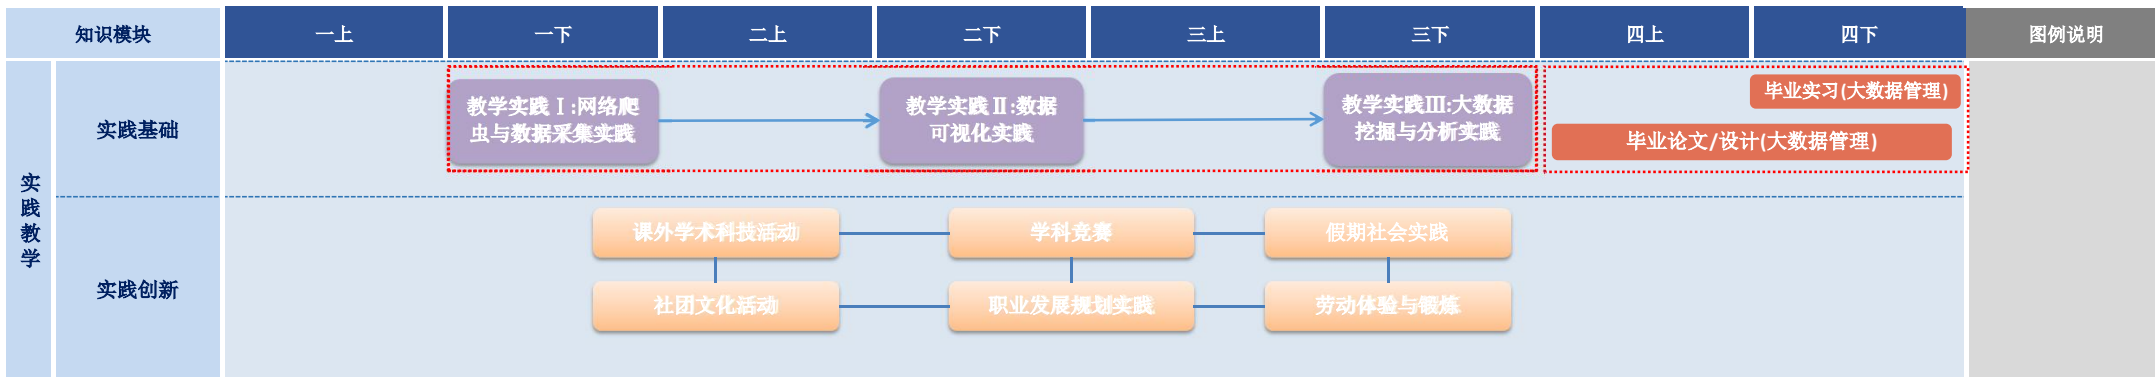 知识模块
一上
一下
二上
二下
三上
三下
四上
四下
图例说明
实践教学
实践基础
教学实践Ⅰ:网络爬
虫与数据采集实践
教学实践Ⅱ:数据
可视化实践
教学实践Ⅲ:大数据
挖掘与分析实践
毕业实习(大数据管理)
毕业论文/设计(大数据管理)
实践创新
课外学术科技活动
学科竞赛
假期社会实践
社团文化活动
职业发展规划实践
劳动体验与锻炼